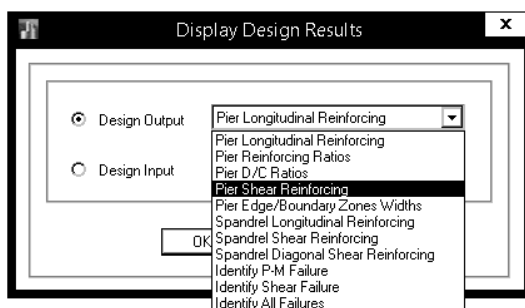 Display Design Results
x
Design Output
Pier Longitudinal Reinforcing
Pier Longitudinal Reinforcing
Pier Reinforcing Ratios
Pier D/C Ratios
Design Input
Pier Shear Reinforcing
Pier Edge/Boundary Zones Widths
Spandrel Longitudinal Reinforcing
OK
Spandrel Shear Reinforcing
Spandrel Diagonal Shear Reinforcing
Identify P-M Failure
Identify Shear Failure
Identify All Failures